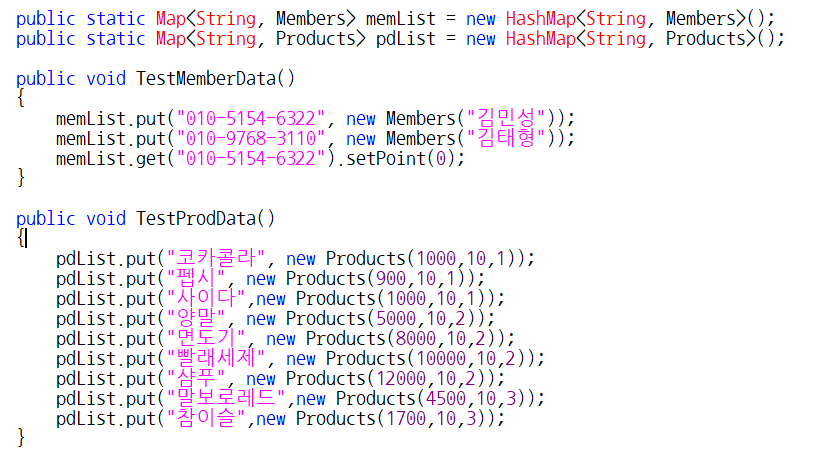 public static Map<String, Members> memList = new HashMap<String, Members>();
public static Map<String, Products> pdList = new HashMap<String, Products>();
public void TestMemberData()
{
memList.put("010-5154-6322", new Members("김민성"));
memList.put("010-9768-3110", new Members("김태형"));
memList.get("010-5154-6322").setPoint(0);
}
public void TestProdData()
{
pdList.put("코카콜라", new Products(1000,10,1));
pdList.put("펩시", new Products(900,10,1));
pdList.put("사이다",new Products(1000,10,1));
pdList.put("양말", new Products(5000,10,2));
pdList.put("면도기", new Products(8000,10,2));
pdList.put("빨래세제", new Products(10000,10,2));
pdList.put("샴푸", new Products(12000,10,2));
pdList.put("말보로레드",new Products(4500,10,3));
pdList.put("참이슬",new Products(1700,10,3));
}